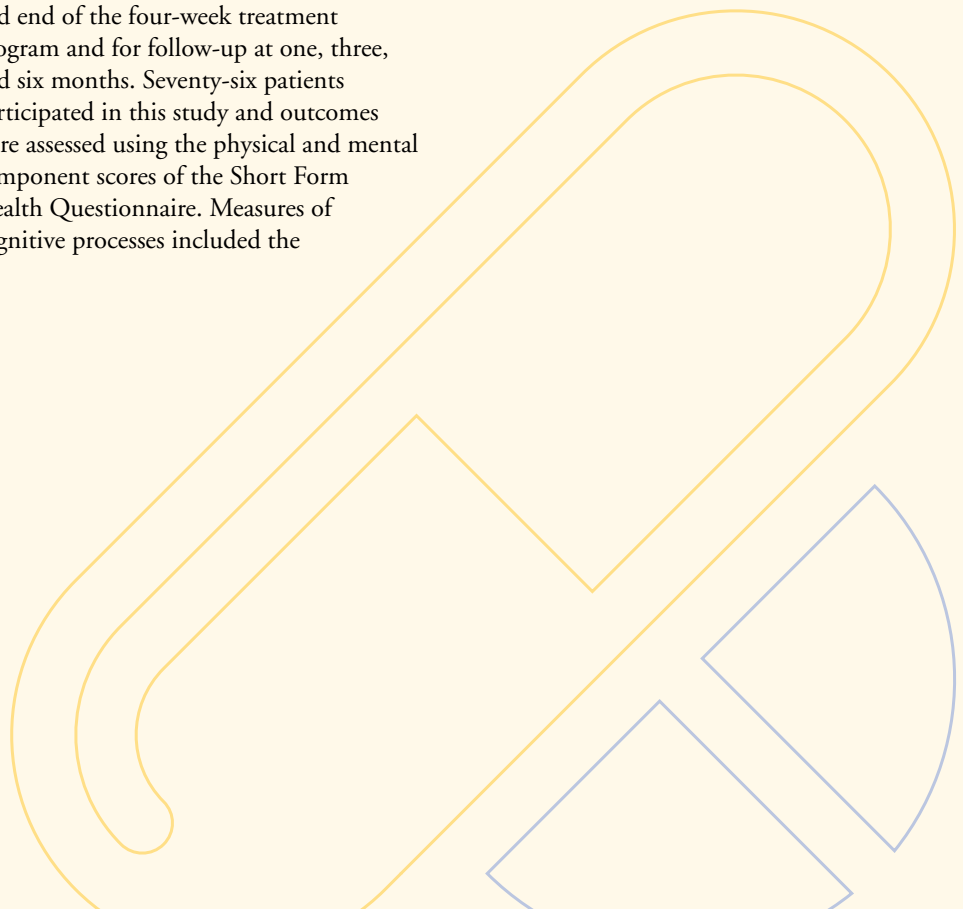 d end of the four-week treatment
ogram and for follow-up at one, three,
d six months. Seventy-six patients
rticipated in this study and outcomes
re assessed using the physical and mental
mponent scores of the Short Form
ealth Questionnaire. Measures of
gnitive processes included the